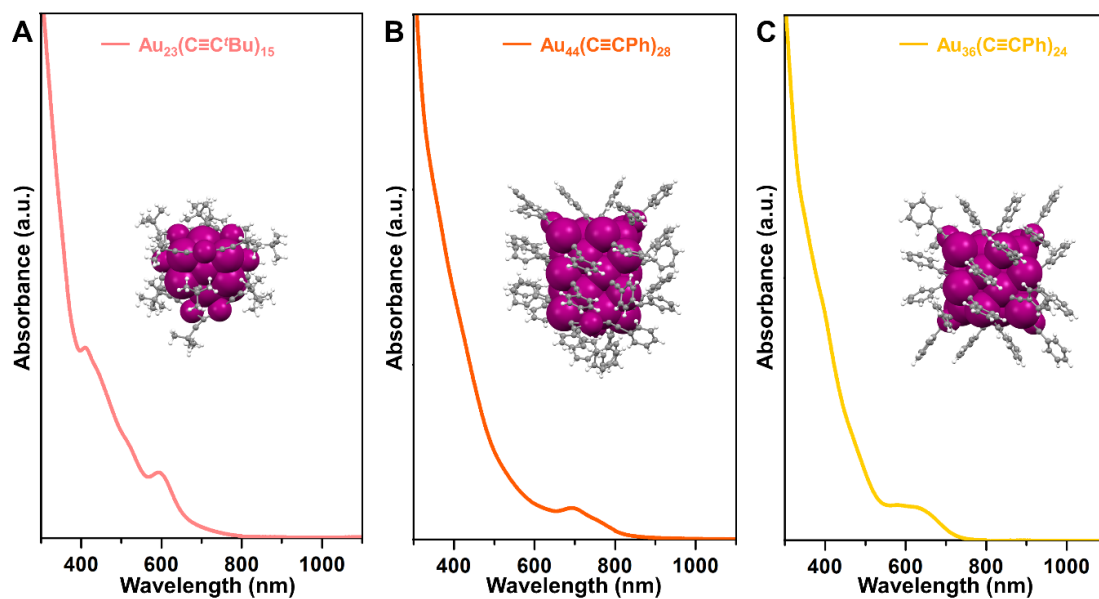 A
Au₂₃(C≡CᵗBu)₁₅
Absorbance (a.u.)
400 600 800 1000
Wavelength (nm)
B
Au₄₄(C≡CPh)₂₈
Absorbance (a.u.)
400 600 800 1000
Wavelength (nm)
C
Au₃₆(C≡CPh)₂₄
Absorbance (a.u.)
400 600 800 1000
Wavelength (nm)